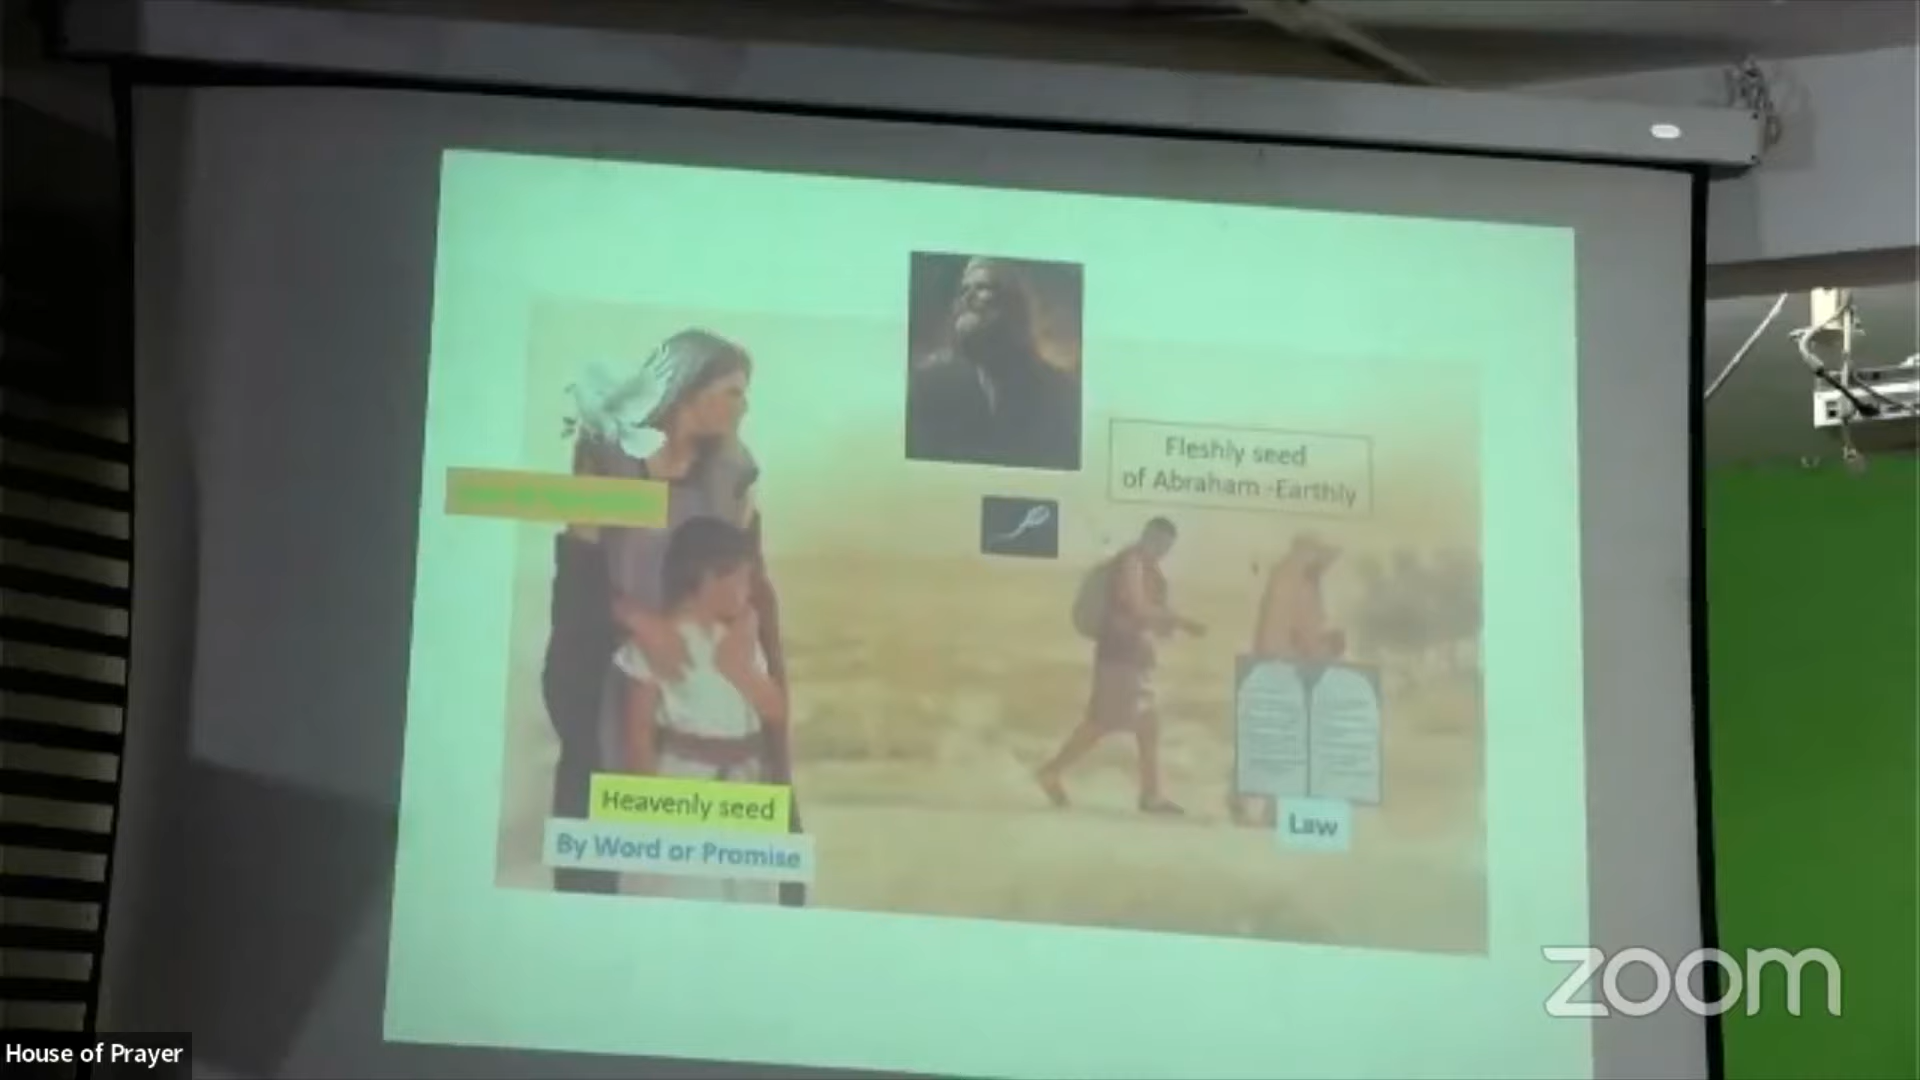 Fleshly seed
of Abraham -Earthly
Heavenly seed
By Word or Promise
Law
zoom
House of Prayer